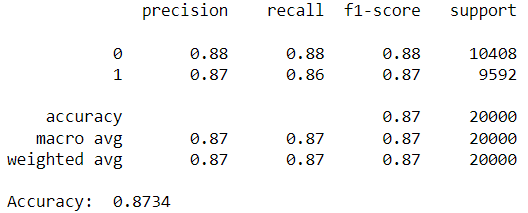 precision recall f1-score support
0 0.88 0.88 0.88 10408
1 0.87 0.86 0.87 9592
accuracy 0.87 20000
macro avg 0.87 0.87 0.87 20000
weighted avg 0.87 0.87 0.87 20000
Accuracy: 0.8734